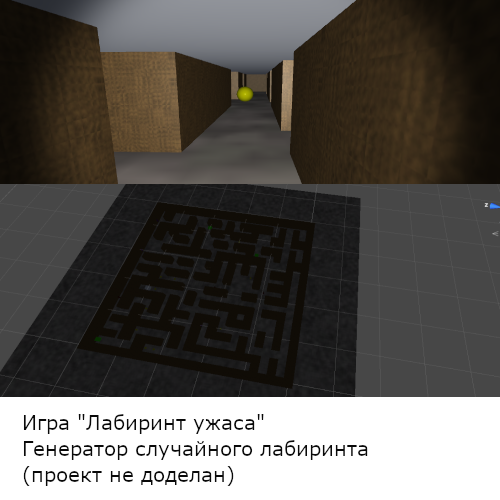 z
Игра "Лабиринт ужаса"
Генератор случайного лабиринта
(проект не доделан)